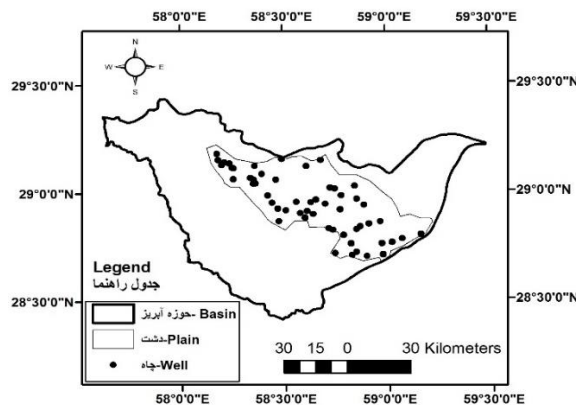 58°0'0"E 58°30'0"E 59°0'0"E 59°30'0"E
N
W E
S
29°30'0"N 29°30'0"N
29°0'0"N 29°0'0"N
28°30'0"N 28°30'0"N
Legend
جدول راهنما
حوزه آبریز- Basin
دشت-Plain
چاه-Well
30 15 0 30 Kilometers
58°0'0"E 58°30'0"E 59°0'0"E 59°30'0"E